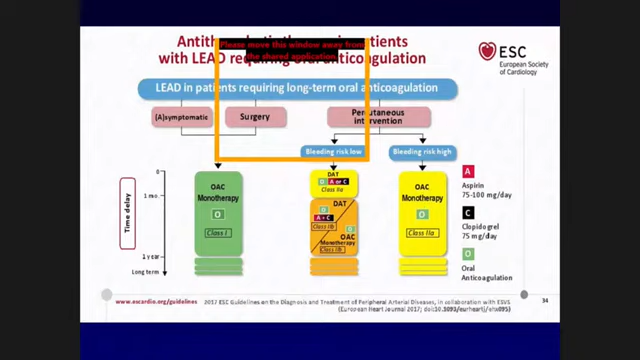 Please move this window away from
the shared application
patients
with LEAD requiring oral anticoagulation
ESC
European Society
of Cardiology
LEAD in patients requiring long-term oral anticoagulation
(A)symptomatic
Surgery
Percutaneous
intervention
Bleeding risk low
Bleeding risk high
Time delay
0
1 mo
1 year
Long term
OAC
Monotherapy
O
Class I
DAT
O A or C
Class IIa
DAT
O
A + C
Class IIb
O
OAC
Monotherapy
Class IIb
OAC
Monotherapy
O
Class IIa
A
Aspirin
75-100 mg/day
C
Clopidogrel
75 mg/day
O
Oral
Anticoagulation
www.escardio.org/guidelines
2017 ESC Guidelines on the Diagnosis and Treatment of Peripheral Arterial Diseases, in collaboration with ESVS
(European Heart Journal 2017; doi:10.1093/eurheartj/ehx095)
34